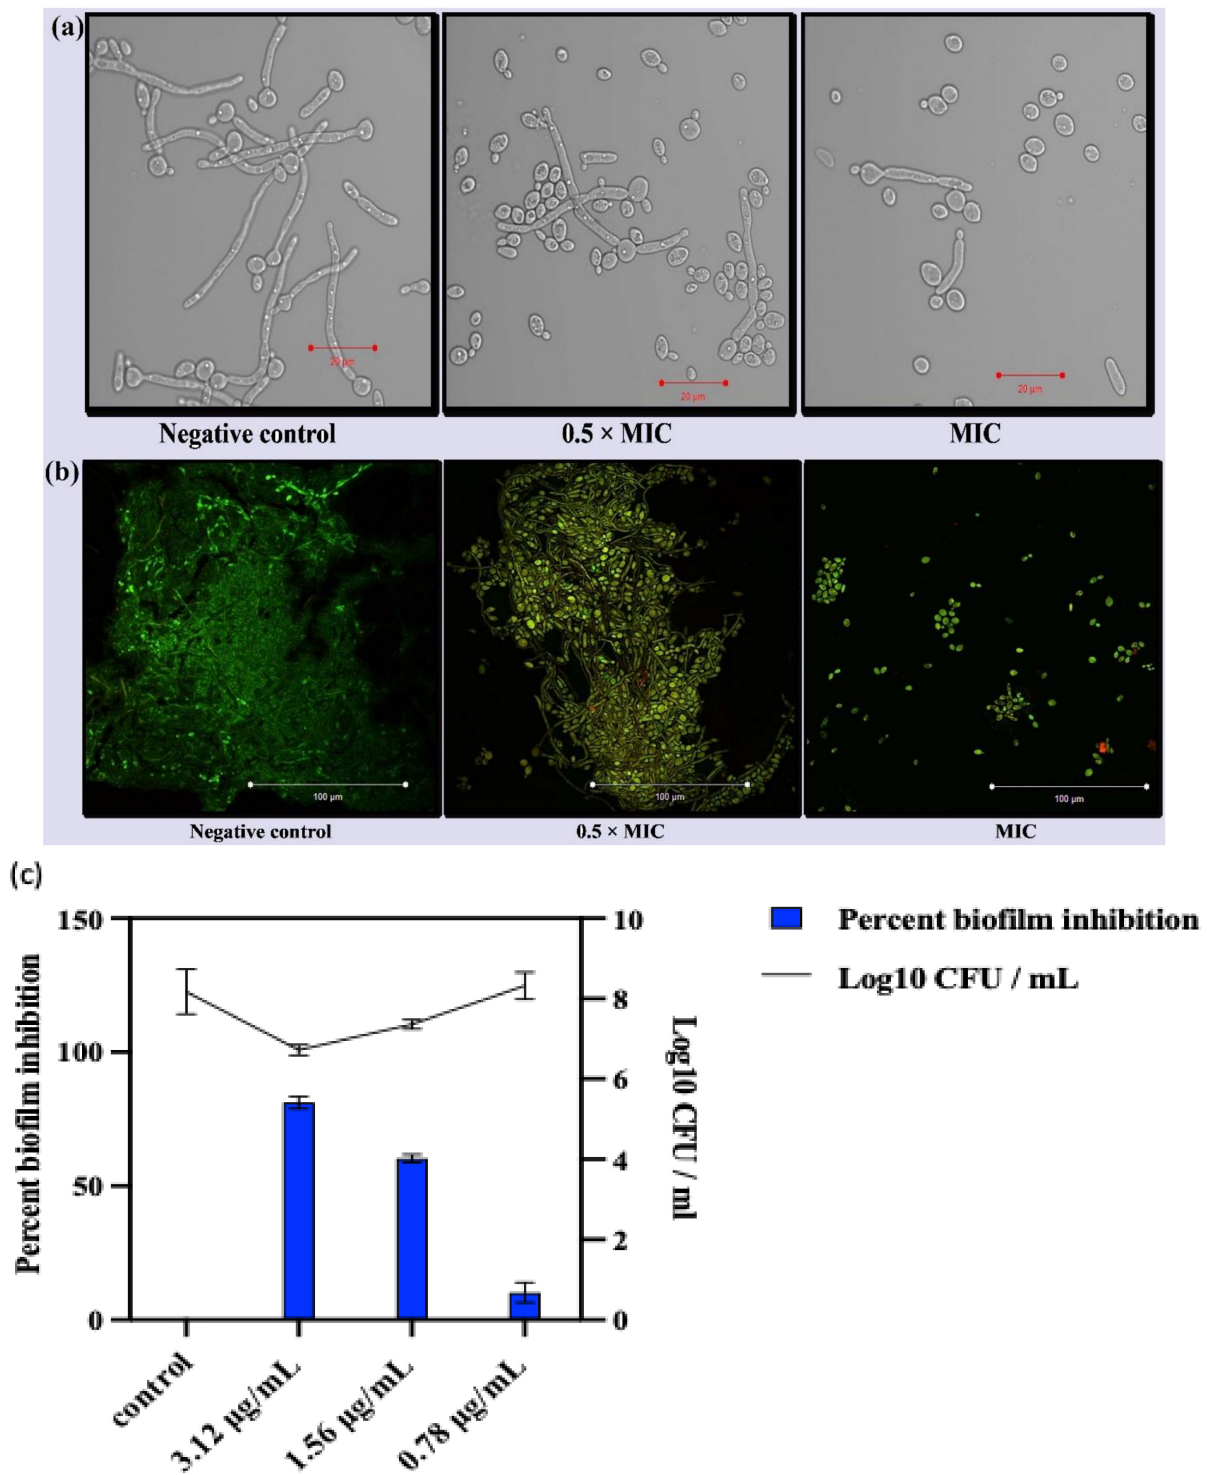 (a)
20 µm
20 µm
20 µm
Negative control
0.5 × MIC
MIC
(b)
100 µm
100 µm
100 µm
Negative control
0.5 × MIC
MIC
(c)
Percent biofilm inhibition
150
100
50
0
10
8
6
4
2
0
Log10 CFU / ml
control
3.12 µg/mL
1.56 µg/mL
0.78 µg/mL
Percent biofilm inhibition
Log10 CFU / mL